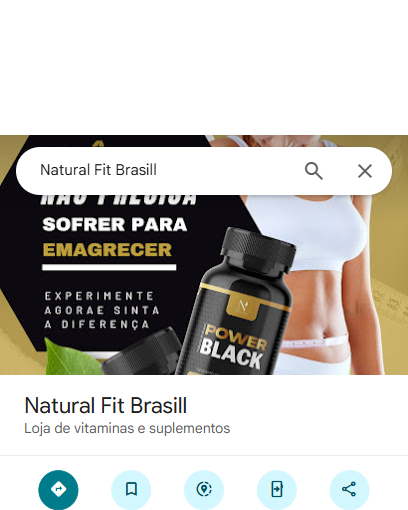 Natural Fit Brasill
NÃO PRECISA
SOFRER PARA
EMAGRECER
EXPERIMENTE
AGORAE SINTA
A DIFERENÇA
N
POWER
BLACK
Natural Fit Brasill
Loja de vitaminas e suplementos